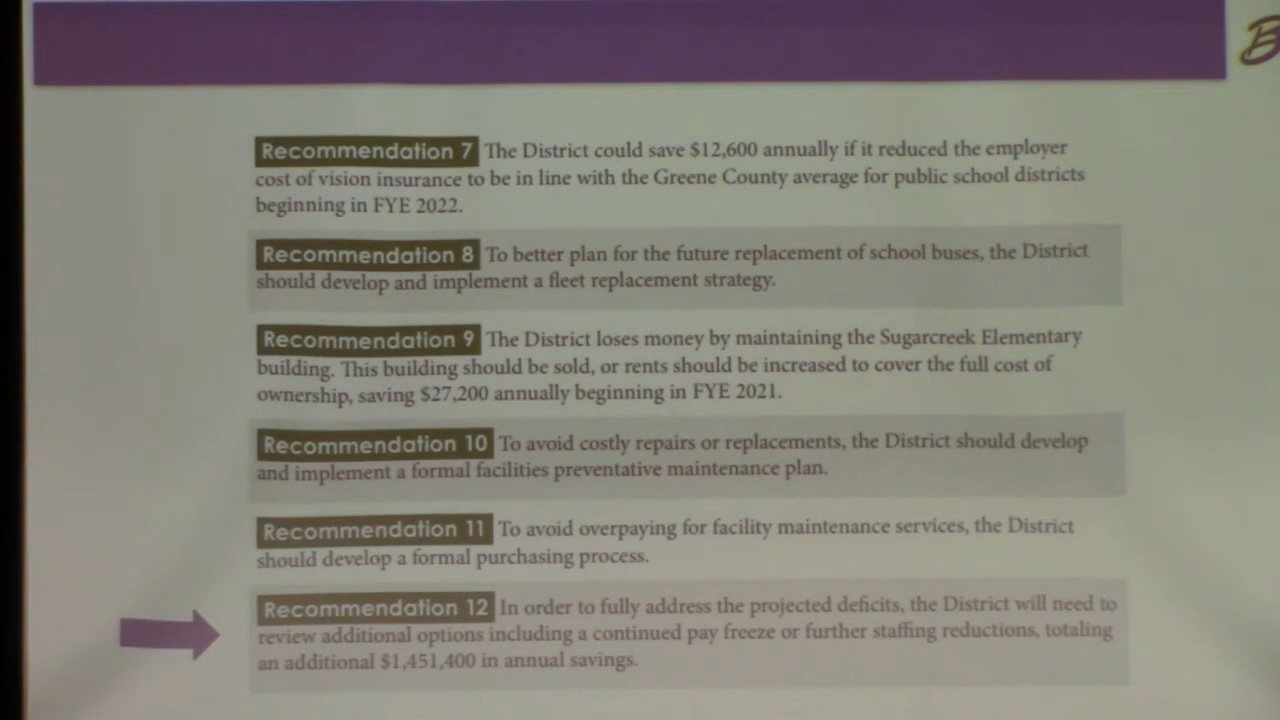 Recommendation 7 The District could save $12,600 annually if it reduced the employer
cost of vision insurance to be in line with the Greene County average for public school districts
beginning in FYE 2022.
Recommendation 8 To better plan for the future replacement of school buses, the District
should develop and implement a fleet replacement strategy.
Recommendation 9 The District loses money by maintaining the Sugarcreek Elementary
building. This building should be sold, or rents should be increased to cover the full cost of
ownership, saving $27,200 annually beginning in FYE 2021.
Recommendation 10 To avoid costly repairs or replacements, the District should develop
and implement a formal facilities preventative maintenance plan.
Recommendation 11 To avoid overpaying for facility maintenance services, the District
should develop a formal purchasing process.
Recommendation 12 In order to fully address the projected deficits, the District will need to
review additional options including a continued pay freeze or further staffing reductions, totaling
an additional $1,451,400 in annual savings.